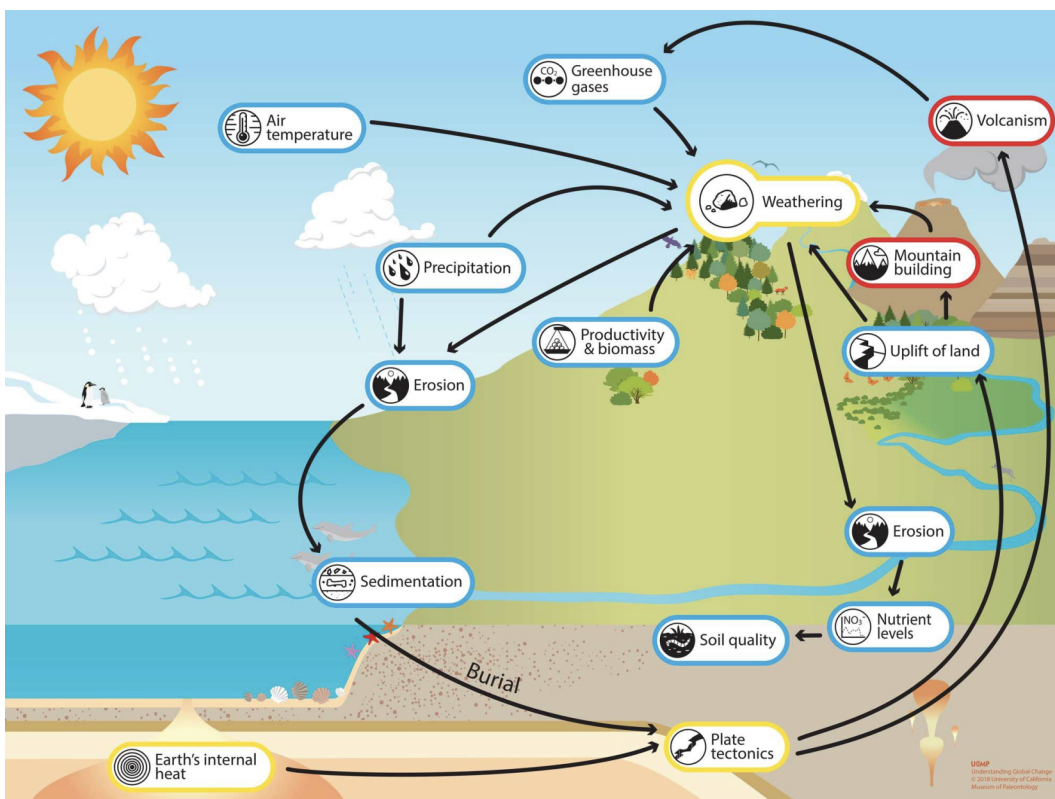 CO₂
Greenhouse
gases
Air
temperature
Volcanism
Weathering
Precipitation
Mountain
building
Productivity
& biomass
Uplift of land
Erosion
Erosion
Sedimentation
NO₃⁻
Nutrient
levels
Soil quality
Burial
Plate
tectonics
Earth's internal
heat
UGMP
Understanding Global Change
© 2018 University of California
Museum of Paleontology